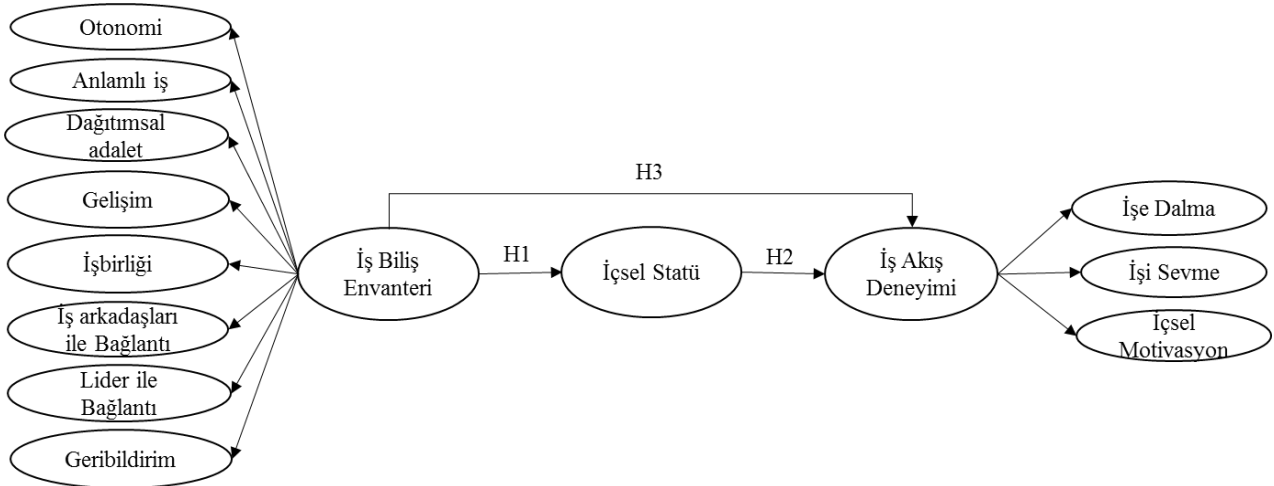 Otonomi
Anlamlı iş
Dağıtımsal
adalet
Gelişim
İşbirliği
İş arkadaşları
ile Bağlantı
Lider ile
Bağlantı
Geribildirim
İş Biliş
Envanteri
H1
H3
İçsel Statü
H2
İş Akış
Deneyimi
İşe Dalma
İşi Sevme
İçsel
Motivasyon